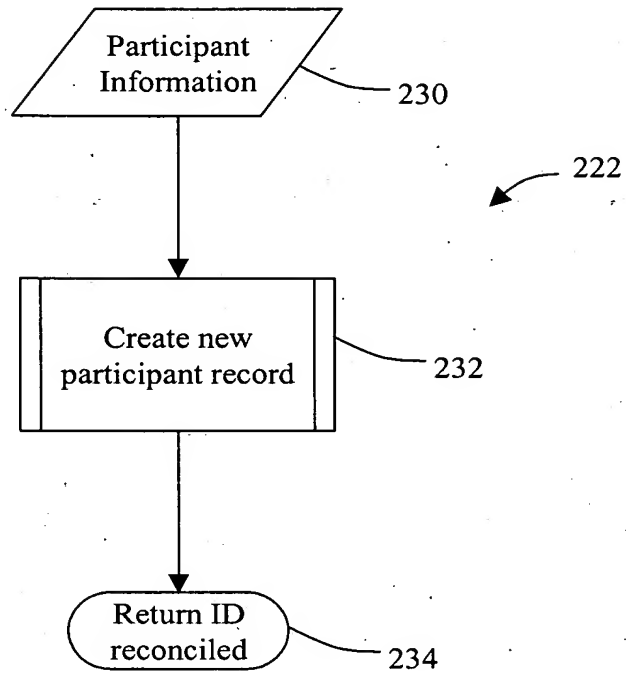 Participant
Information
230
222
Create new
participant record
232
Return ID
reconciled
234